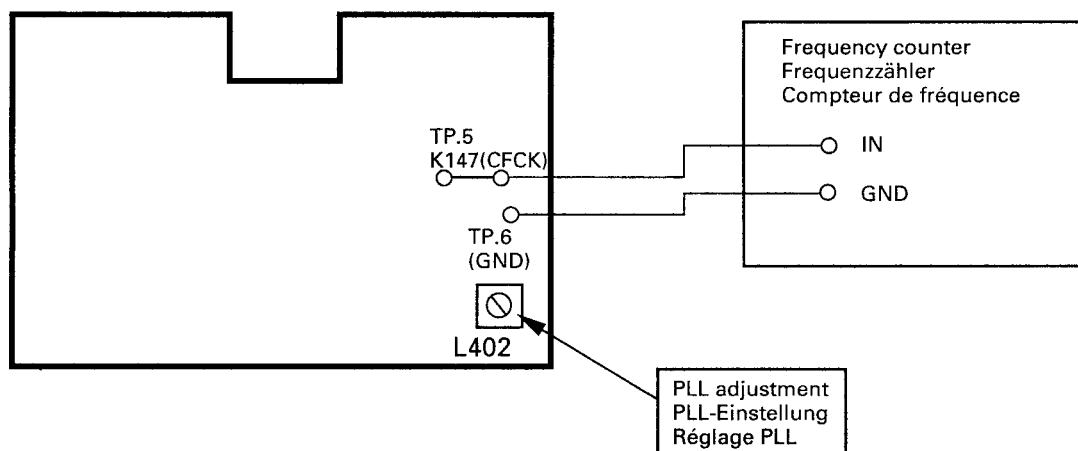 Frequency counter
Frequenzzähler
Compteur de fréquence
TP.5
K147(CFCK)
IN
GND
TP.6
(GND)
L402
PLL adjustment
PLL-Einstellung
Réglage PLL